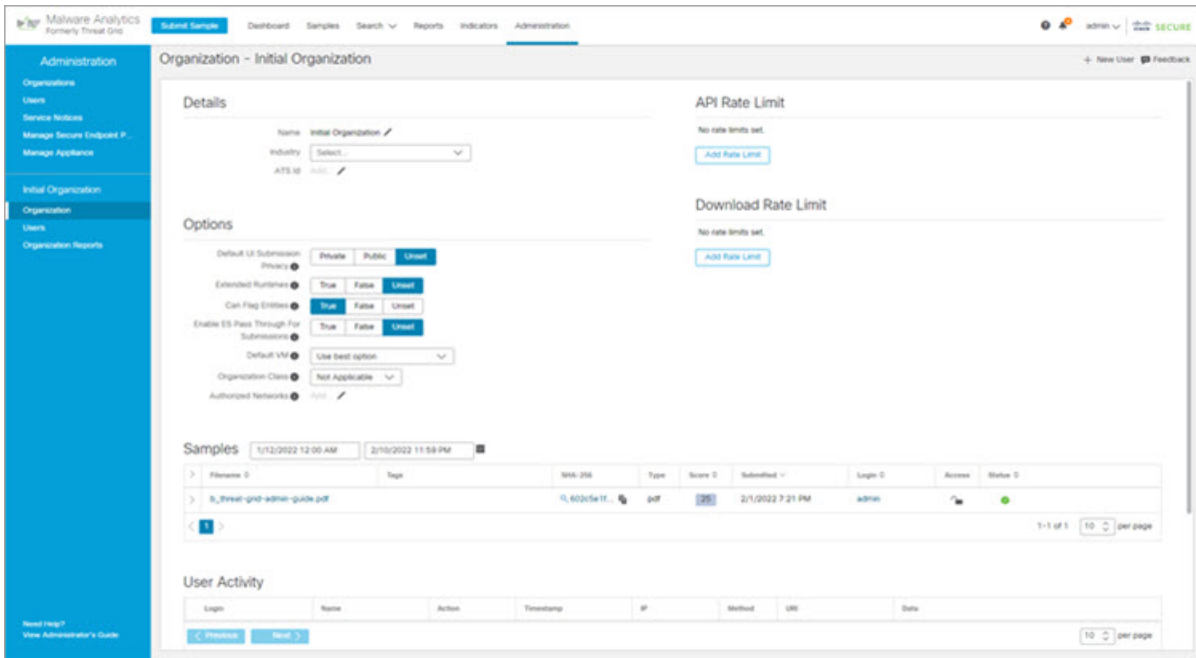 Malware Analytics
Formerly Threat Grid
Submit Sample
Dashboard Samples Search Reports Indicators Administration
admin
CISCO SECURE
Administration
Organizations
Users
Service Notices
Manage Secure Endpoint P...
Manage Appliance
Initial Organization
Organization
Users
Organization Reports
Need Help?
View Administrator's Guide
Organization - Initial Organization
+ New User Feedback
Details
Name Initial Organization
Industry Select...
ATS Id Add...
API Rate Limit
No rate limits set.
Add Rate Limit
Download Rate Limit
No rate limits set.
Add Rate Limit
Options
Default UI Submission
Privacy Private Public Unset
Extended Runtimes True False Unset
Can Flag Entities True False Unset
Enable ES Pass Through For
Submissions True False Unset
Default VM Use best option
Organization Class Not Applicable
Authorized Networks Add...
Samples 1/12/2022 12:00 AM 2/10/2022 11:59 PM
Filename Tags SHA-256 Type Score Submitted Login Access Status
b_threat-grid-admin-guide.pdf 602c5e1f... pdf 25 2/1/2022 7:21 PM admin
1 1-1 of 1 10 per page
User Activity
Login Name Action Timestamp IP Method URI Data
< Previous Next > 10 per page